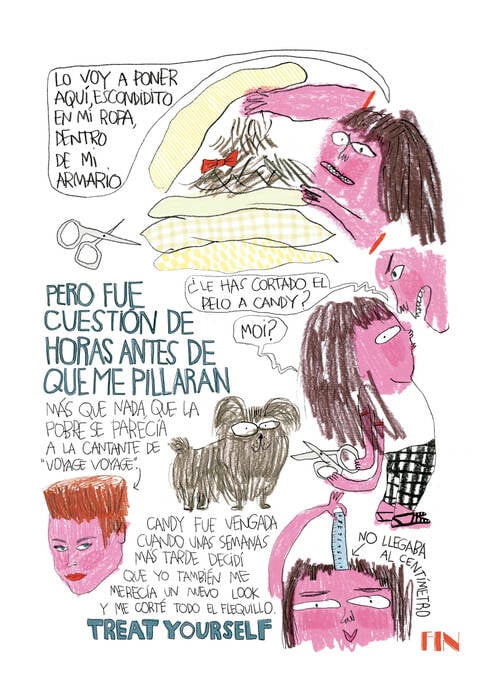 LO VOY A PONER
AQUÍ, ESCONDIDITO
EN MI ROPA,
DENTRO
DE MI
ARMARIO
¿LE HAS CORTADO EL
PELO A CANDY?
MOI?
PERO FUE
CUESTIÓN DE
HORAS ANTES DE
QUE ME PILLARAN
MÁS QUE NADA QUE LA
POBRE SE PARECÍA
A LA CANTANTE DE
"VOYAGE VOYAGE".
CANDY FUE VENGADA
CUANDO UNAS SEMANAS
MÁS TARDE DECIDÍ
QUE YO TAMBIÉN ME
MERECÍA UN NUEVO LOOK
Y ME CORTÉ TODO EL FLEQUILLO.
TREAT YOURSELF
NO LLEGABA
AL CENTÍMETRO
FIN